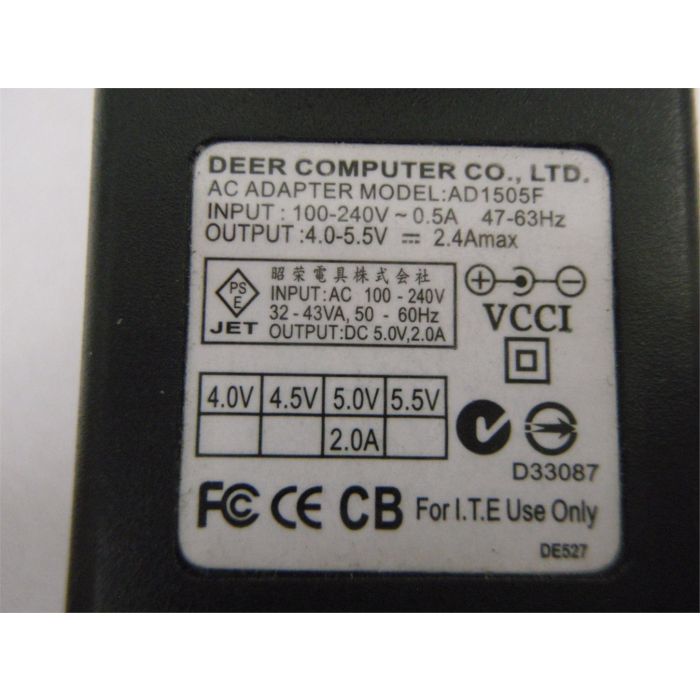 DEER COMPUTER CO., LTD.
AC ADAPTER MODEL:AD1505F
INPUT : 100-240V ~ 0.5A 47-63Hz
OUTPUT :4.0-5.5V ⎓ 2.4Amax
PS
E
JET
昭荣電具株式会社
INPUT:AC 100 - 240V
32 - 43VA, 50 - 60Hz
OUTPUT:DC 5.0V,2.0A
VCCI
4.0V 4.5V 5.0V 5.5V
2.0A
D33087
FC CE CB For I.T.E Use Only
DE527